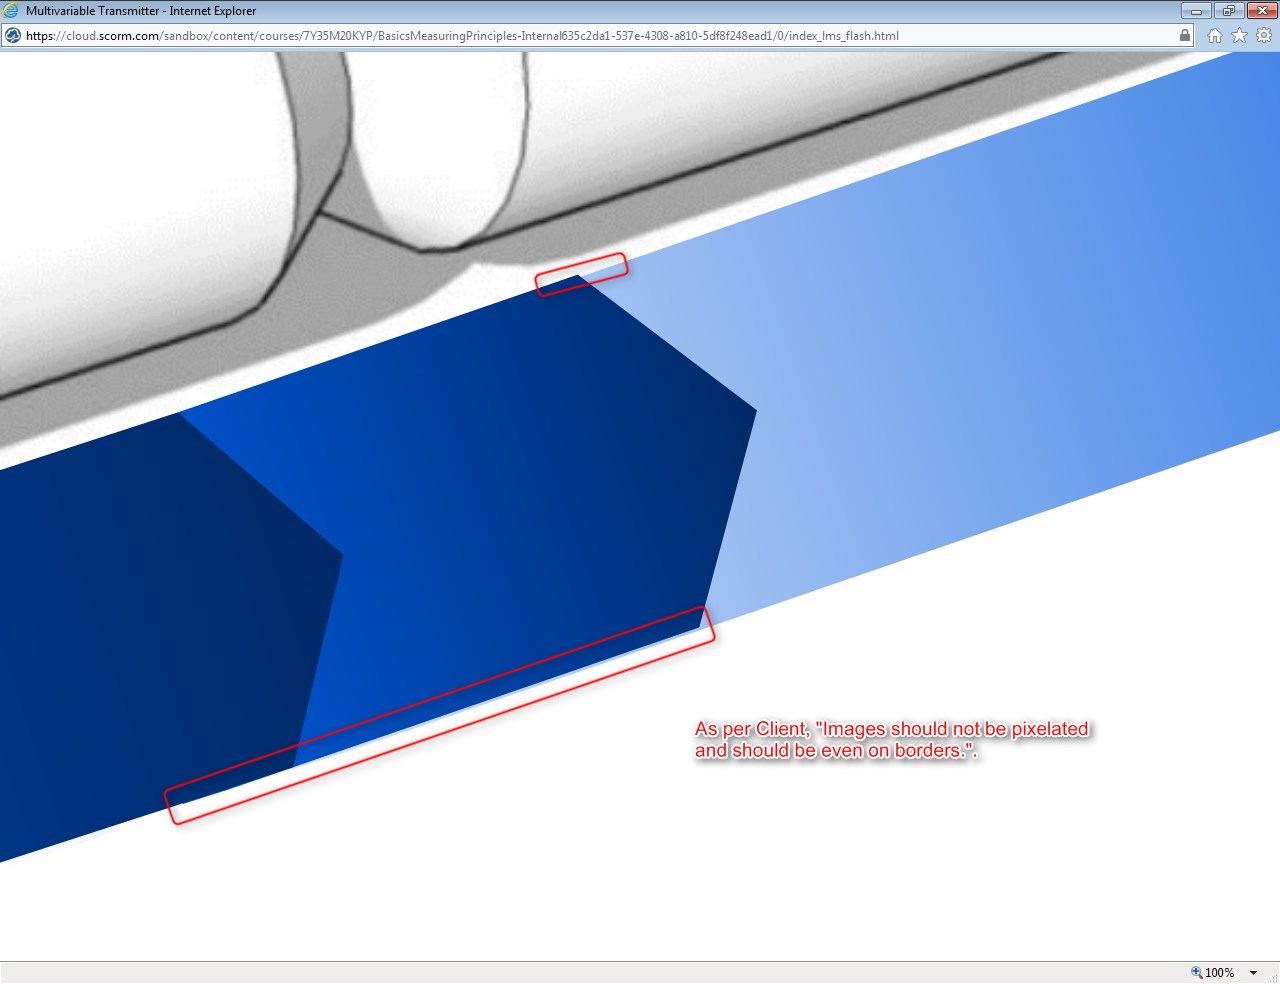 Multivariable Transmitter - Internet Explorer
https://cloud.scorm.com/sandbox/content/courses/7Y35M20KYP/BasicsMeasuringPrinciples-Internal635c2da1-537e-4308-a810-5df8f248ead1/0/index_lms_flash.html
As per Client, "Images should not be pixelated
and should be even on borders.".
100%